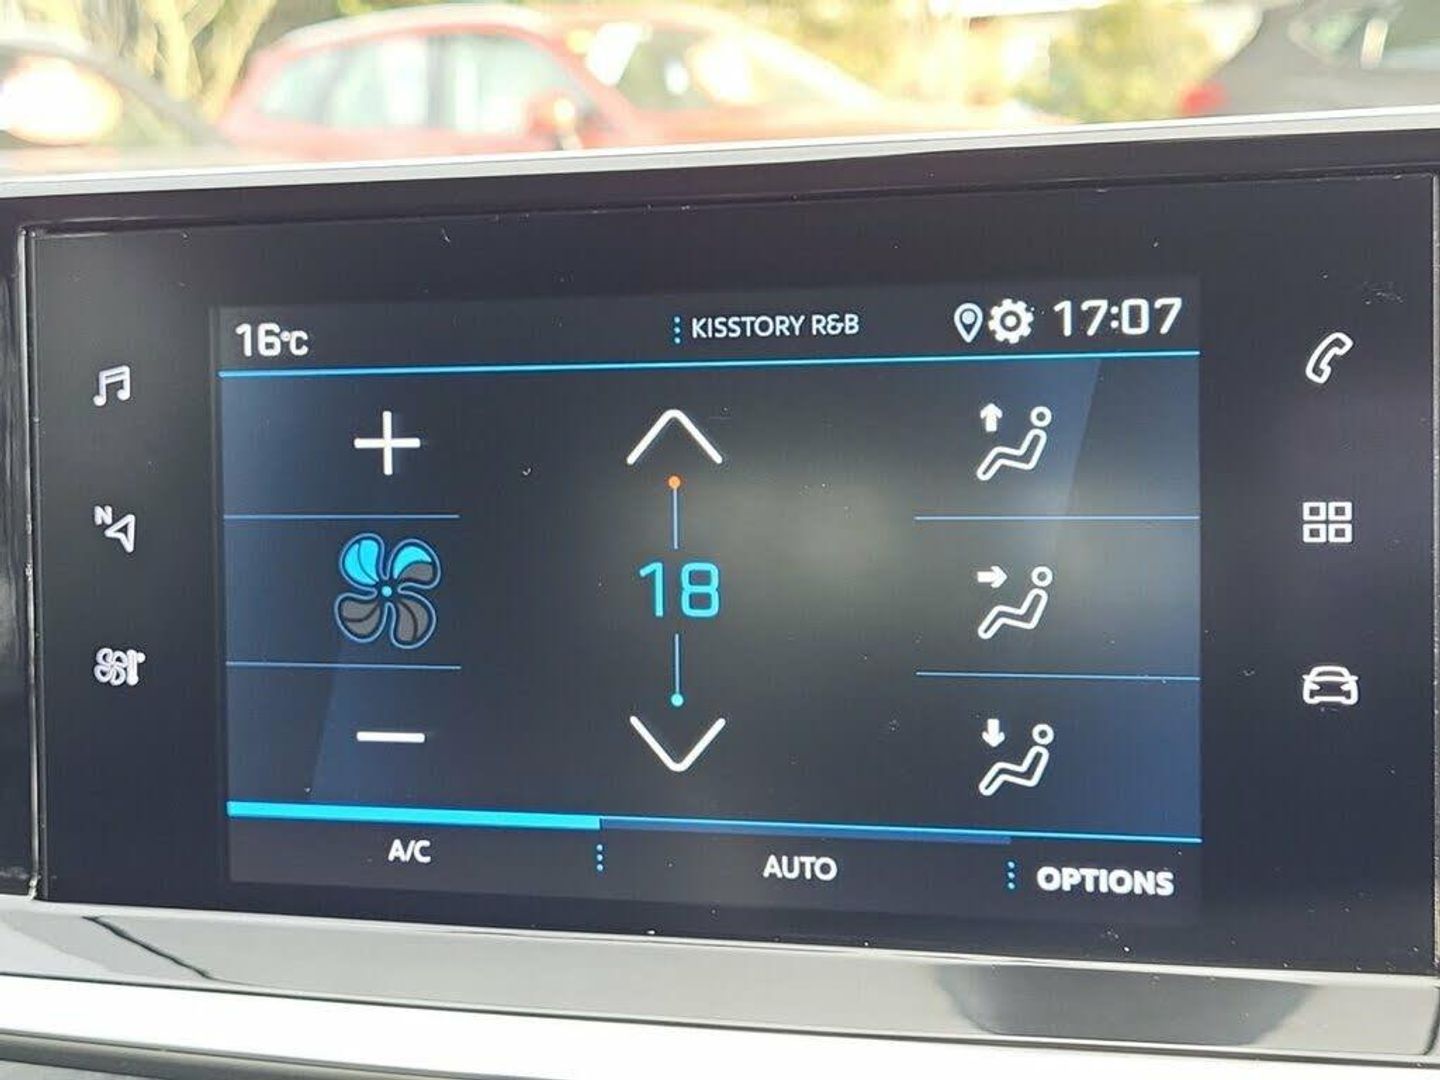 16°C
KISSTORY R&B
17:07
N
18
A/C
AUTO
OPTIONS